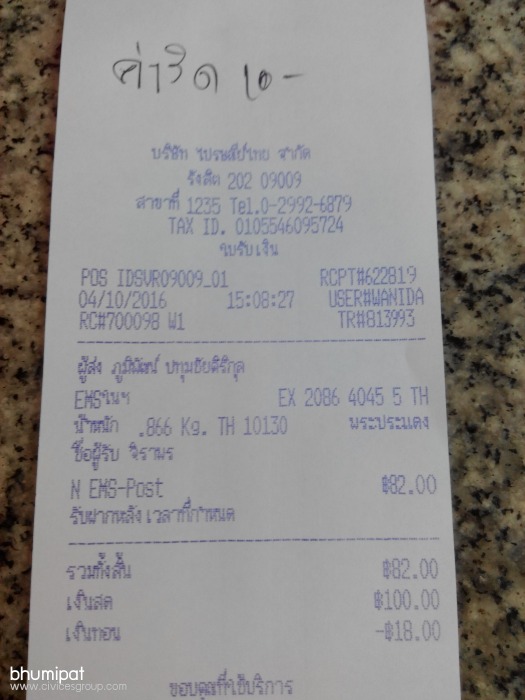 ค่าริด
บริษัท ไปรษณีย์ไทย จำกัด
รังสิต 202 09009
สาขาที่ 1235 Tel.0-2992-6879
TAX ID. 0105546095724
ใบรับเงิน
POS IDSVR09009_01 RCPT#622819
04/10/2016 15:08:27 USER#WANIDA
RC#700098 W1 TR#813993
ผู้ส่ง ภูมิพัฒน์ ปทุมชัยศิริกุล
EMSในฯ EX 2086 4045 5 TH
น้ำหนัก .866 Kg. TH 10130 พระประแดง
ชื่อผู้รับ จิราพร
N EMS-Post ฿82.00
รับฝากหลังเวลาที่กำหนด
รวมทั้งสิ้น ฿82.00
เงินสด ฿100.00
เงินทอน -฿18.00
ขอบคุณที่ใช้บริการ
bhumipat
www.civicesgroup.com